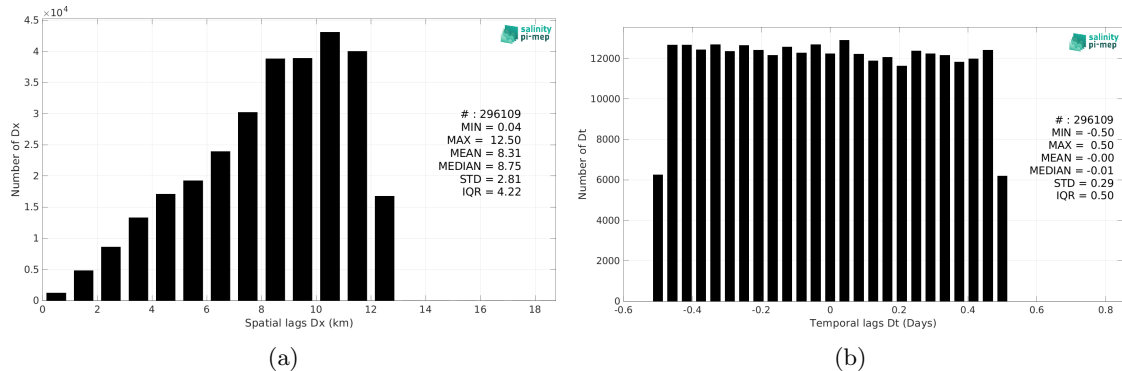 ×10⁴
4.5
4
3.5
3
2.5
2
1.5
1
0.5
0
Number of Dx
salinity
pi-mep
# : 296109
MIN = 0.04
MAX = 12.50
MEAN = 8.31
MEDIAN = 8.75
STD = 2.81
IQR = 4.22
0 2 4 6 8 10 12 14 16 18
Spatial lags Dx (km)
(a)
12000
10000
8000
6000
4000
2000
0
Number of Dt
salinity
pi-mep
# : 296109
MIN = -0.50
MAX = 0.50
MEAN = -0.00
MEDIAN = -0.01
STD = 0.29
IQR = 0.50
-0.6 -0.4 -0.2 0 0.2 0.4 0.6 0.8
Temporal lags Dt (Days)
(b)